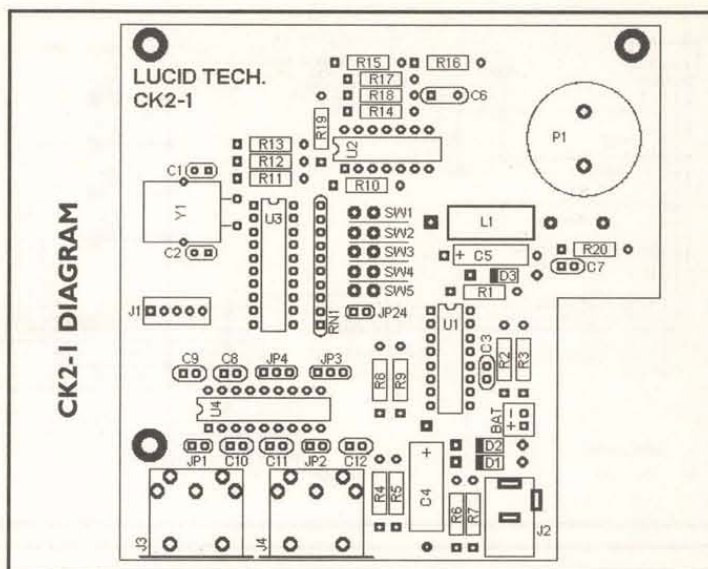 CK2-1 DIAGRAM
LUCID TECH.
CK2-1
R15
R16
R17
R18
C6
R14
R19
U2
P1
R13
R12
R11
C1
R10
Y1
U3
SW1
L1
SW2
SW3
+ C5
R20
C2
SW4
D3
C7
SW5
R1
J1
RN1
JP24
U1
C3
C9
C8
JP4
JP3
R8
R9
R2
R3
U4
BAT
+ -
JP1
C10
C11
JP2
C12
+
C4
D2
D1
R4
R5
R6
R7
J3
J4
J2